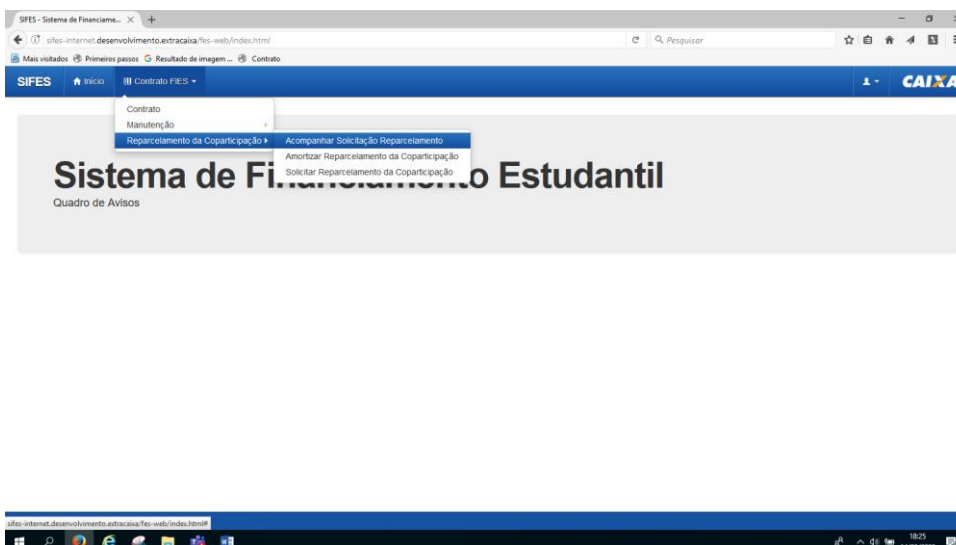 SIFES - Sistema de Financiame...
sifes-internet.desenvolvimento.extracaixa/fes-web/index.html
Pesquisar
Mais visitados Primeiros passos Resultado de imagem ... Contrato
SIFES Início Contrato FIES CAIXA
Contrato
Manutenção
Reparcelamento da Coparticipação
Acompanhar Solicitação Reparcelamento
Amortizar Reparcelamento da Coparticipação
Solicitar Reparcelamento da Coparticipação
Sistema de Financiamento Estudantil
Quadro de Avisos
sifes-internet.desenvolvimento.extracaixa/fes-web/index.html#
18:25